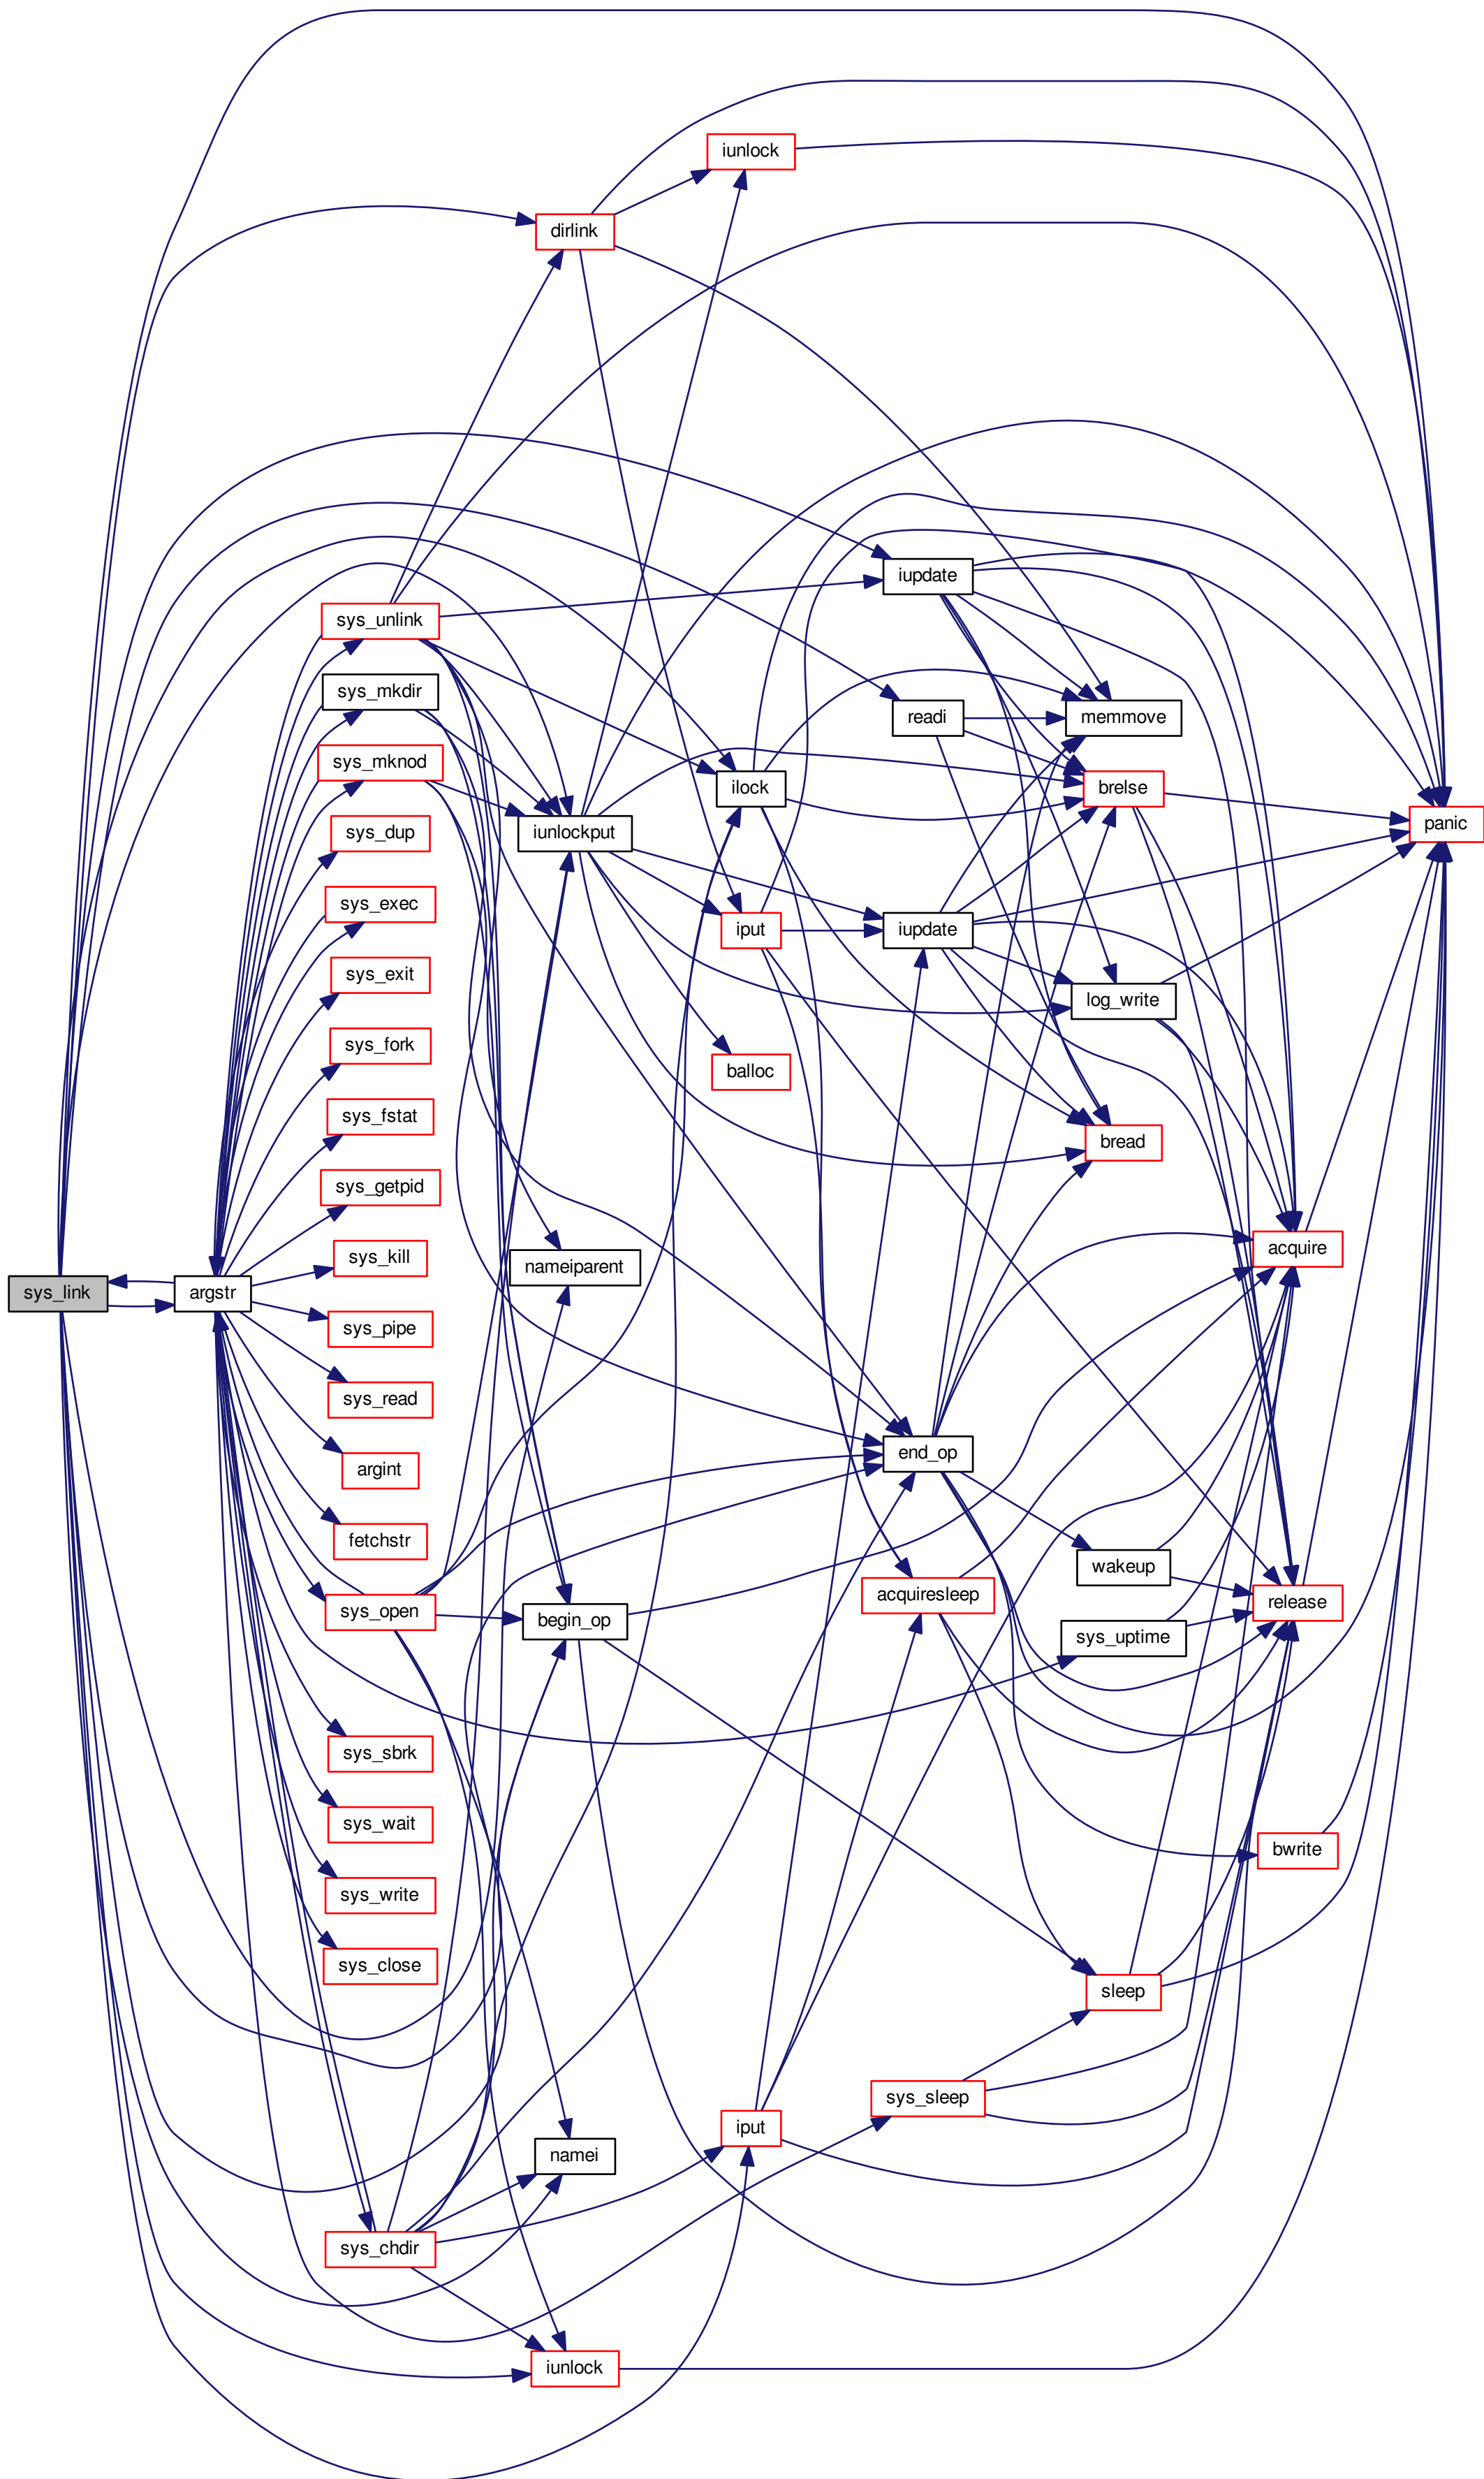 iunlock
dirlink
iupdate
sys_unlink
sys_mkdir
readi
memmove
sys_mknod
ilock
brelse
sys_dup
iunlockput
panic
sys_exec
iput
iupdate
sys_exit
log_write
sys_fork
balloc
sys_fstat
bread
sys_getpid
sys_kill
nameiparent
acquire
sys_link
argstr
sys_pipe
sys_read
end_op
argint
fetchstr
wakeup
acquiresleep
release
sys_open
begin_op
sys_uptime
sys_sbrk
sys_wait
bwrite
sys_write
sys_close
sleep
sys_sleep
iput
namei
sys_chdir
iunlock